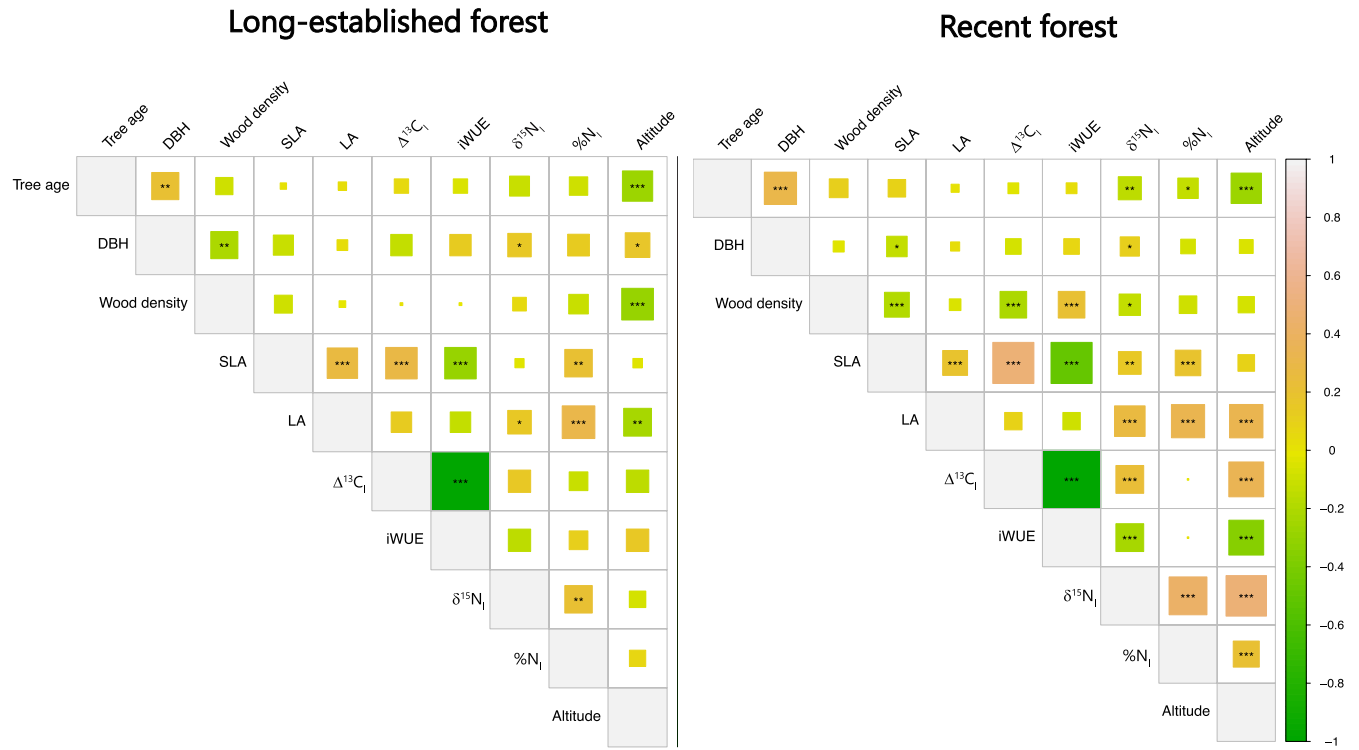 Long-established forest
Recent forest
Tree age DBH Wood density SLA LA Δ¹³Cₗ iWUE δ¹⁵Nₗ %Nₗ Altitude
Tree age ** ***
DBH ** * *
Wood density ***
SLA *** *** *** **
LA * *** **
Δ¹³Cₗ ***
iWUE
δ¹⁵Nₗ **
%Nₗ
Altitude
Tree age DBH Wood density SLA LA Δ¹³Cₗ iWUE δ¹⁵Nₗ %Nₗ Altitude
*** ** * ***
DBH * *
Wood density *** *** *** *
SLA *** *** *** ** ***
LA *** *** ***
Δ¹³Cₗ *** *** ***
iWUE *** ***
δ¹⁵Nₗ *** ***
%Nₗ ***
Altitude
1
0.8
0.6
0.4
0.2
0
−0.2
−0.4
−0.6
−0.8
−1